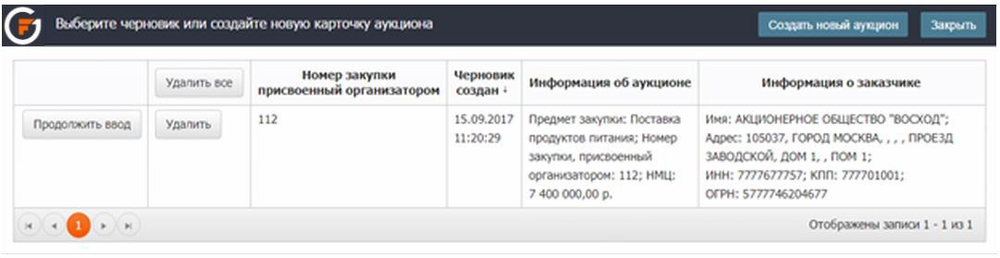 Выберите черновик или создайте новую карточку аукциона
Создать новый аукцион
Закрыть
Удалить все
Номер закупки
присвоенный организатором
Черновик
создан ↓
Информация об аукционе
Информация о заказчике
Продолжить ввод
Удалить
112
15.09.2017
11:20:29
Предмет закупки: Поставка
продуктов питания; Номер
закупки, присвоенный
организатором: 112; НМЦ:
7 400 000,00 р.
Имя: АКЦИОНЕРНОЕ ОБЩЕСТВО "ВОСХОД";
Адрес: 105037, ГОРОД МОСКВА, , , , ПРОЕЗД
ЗАВОДСКОЙ, ДОМ 1, , ПОМ 1;
ИНН: 7777677757; КПП: 777701001;
ОГРН: 5777746204677
1
Отображены записи 1 - 1 из 1